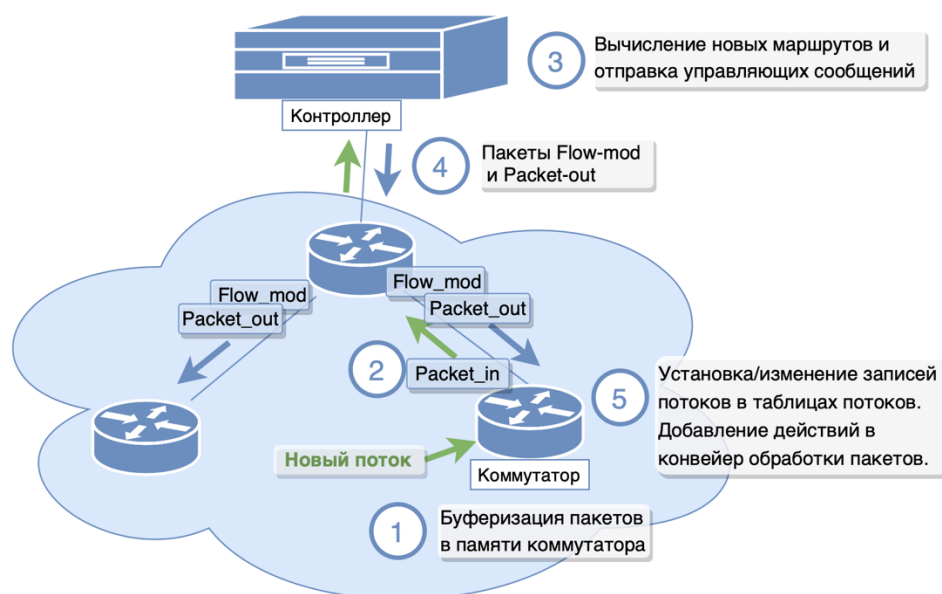 3
Вычисление новых маршрутов и
отправка управляющих сообщений
Контроллер
4
Пакеты Flow-mod
и Packet-out
Flow_mod
Packet_out
Flow_mod
Packet_out
2
Packet_in
5
Установка/изменение записей
потоков в таблицах потоков.
Добавление действий в
конвейер обработки пакетов.
Новый поток
Коммутатор
1
Буферизация пакетов
в памяти коммутатора